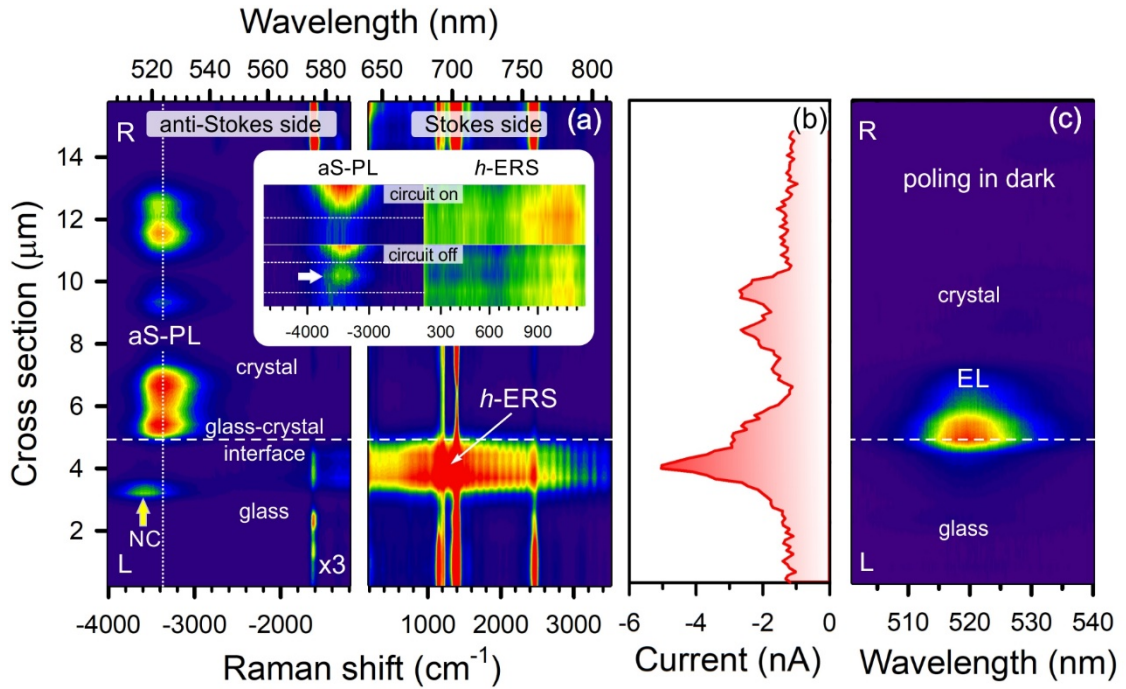 Wavelength (nm)
520 540 560 580 650 700 750 800
R
anti-Stokes side
Stokes side
(a)
(b)
(c)
14
12
10
8
6
4
2
Cross section (μm)
aS-PL
h-ERS
circuit on
circuit off
-4000 -3000 300 600 900
aS-PL
crystal
glass-crystal
interface
h-ERS
glass
NC
L
x3
-4000 -3000 -2000 1000 2000 3000
Raman shift (cm⁻¹)
-6 -4 -2 0
Current (nA)
R
poling in dark
crystal
EL
glass
L
510 520 530 540
Wavelength (nm)